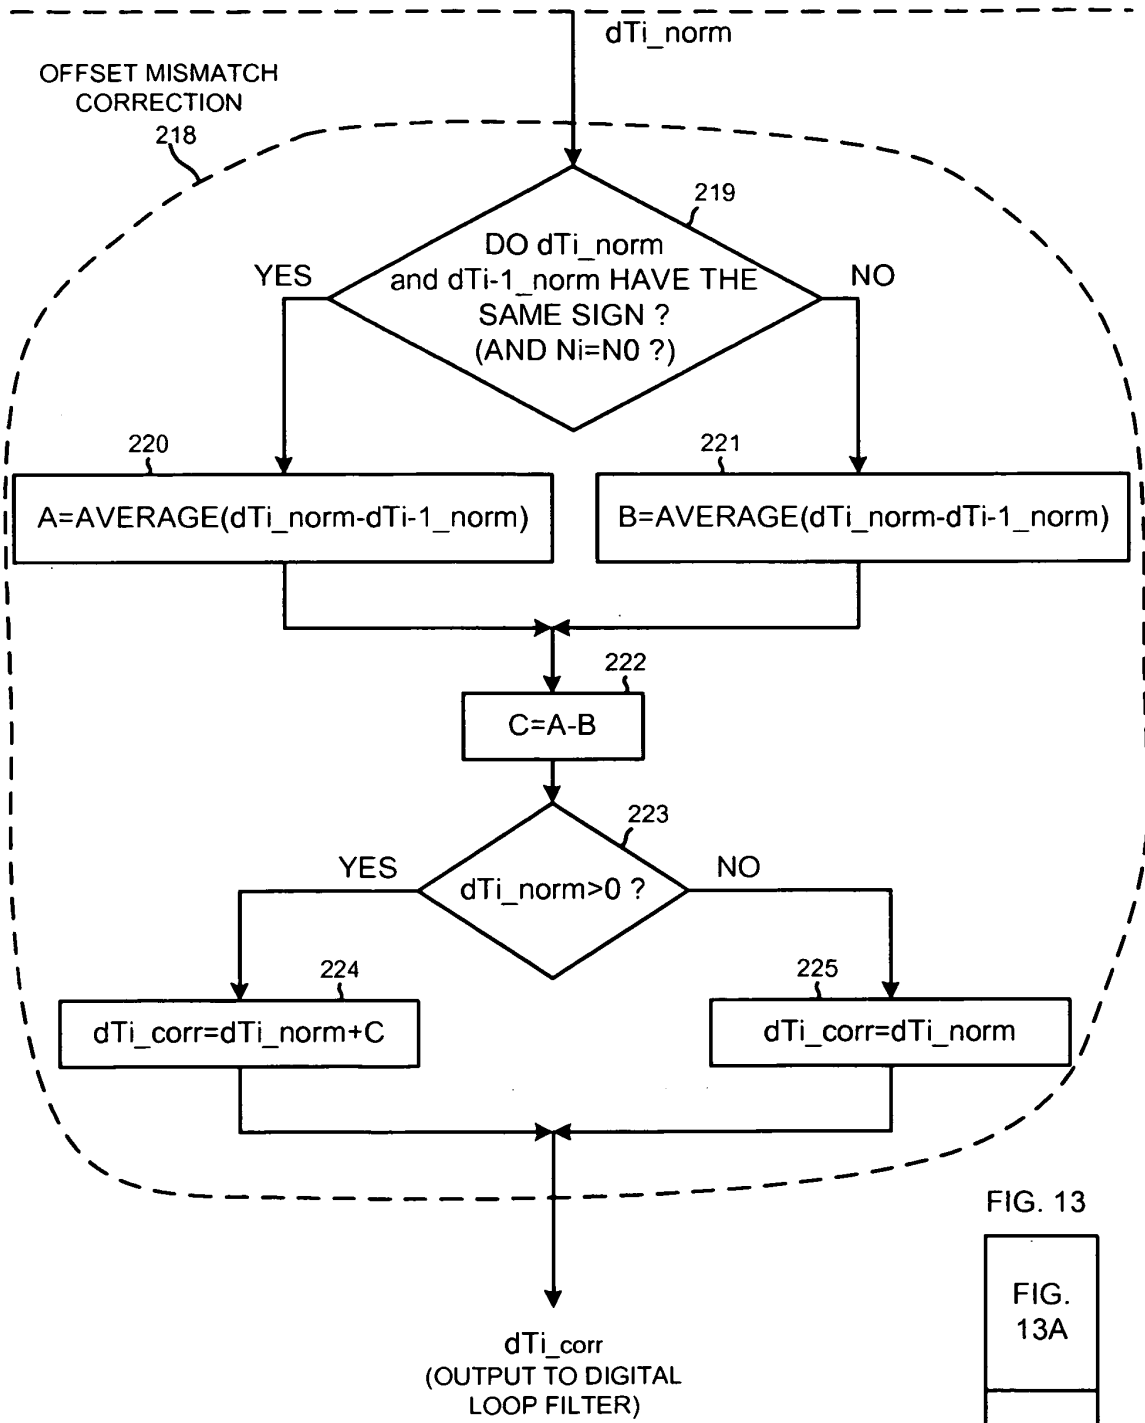 dTi_norm
OFFSET MISMATCH
CORRECTION
218
219
DO dTi_norm
and dTi-1_norm HAVE THE
SAME SIGN ?
(AND Ni=N0 ?)
YES
NO
220
A=AVERAGE(dTi_norm-dTi-1_norm)
221
B=AVERAGE(dTi_norm-dTi-1_norm)
222
C=A-B
223
dTi_norm>0 ?
YES
NO
224
dTi_corr=dTi_norm+C
225
dTi_corr=dTi_norm
dTi_corr
(OUTPUT TO DIGITAL
LOOP FILTER)
FIG. 13
FIG.
13A